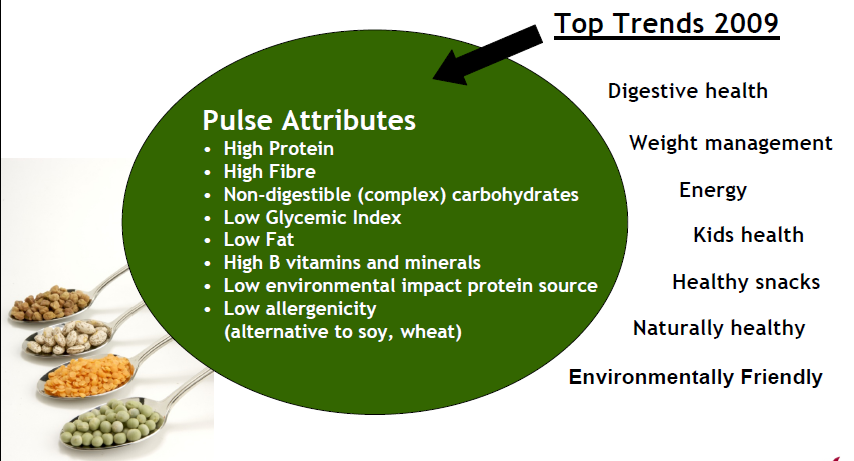 Top Trends 2009
Pulse Attributes
• High Protein
• High Fibre
• Non-digestible (complex) carbohydrates
• Low Glycemic Index
• Low Fat
• High B vitamins and minerals
• Low environmental impact protein source
• Low allergenicity
(alternative to soy, wheat)
Digestive health
Weight management
Energy
Kids health
Healthy snacks
Naturally healthy
Environmentally Friendly